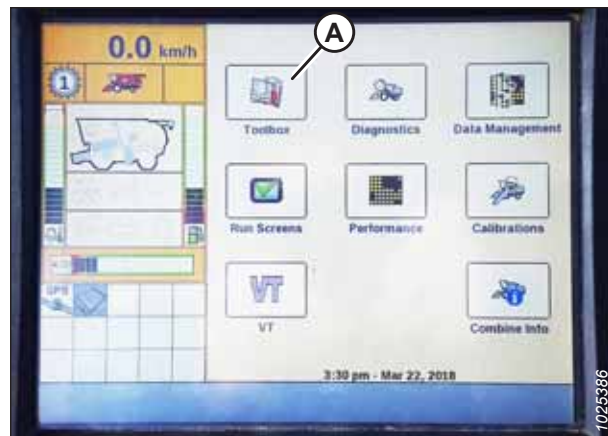 A
0.0 km/h
1
Toolbox
Diagnostics
Data Management
Run Screens
Performance
Calibrations
GPS
VT
VT
Combine Info
3:30 pm - Mar 22, 2018
1025386